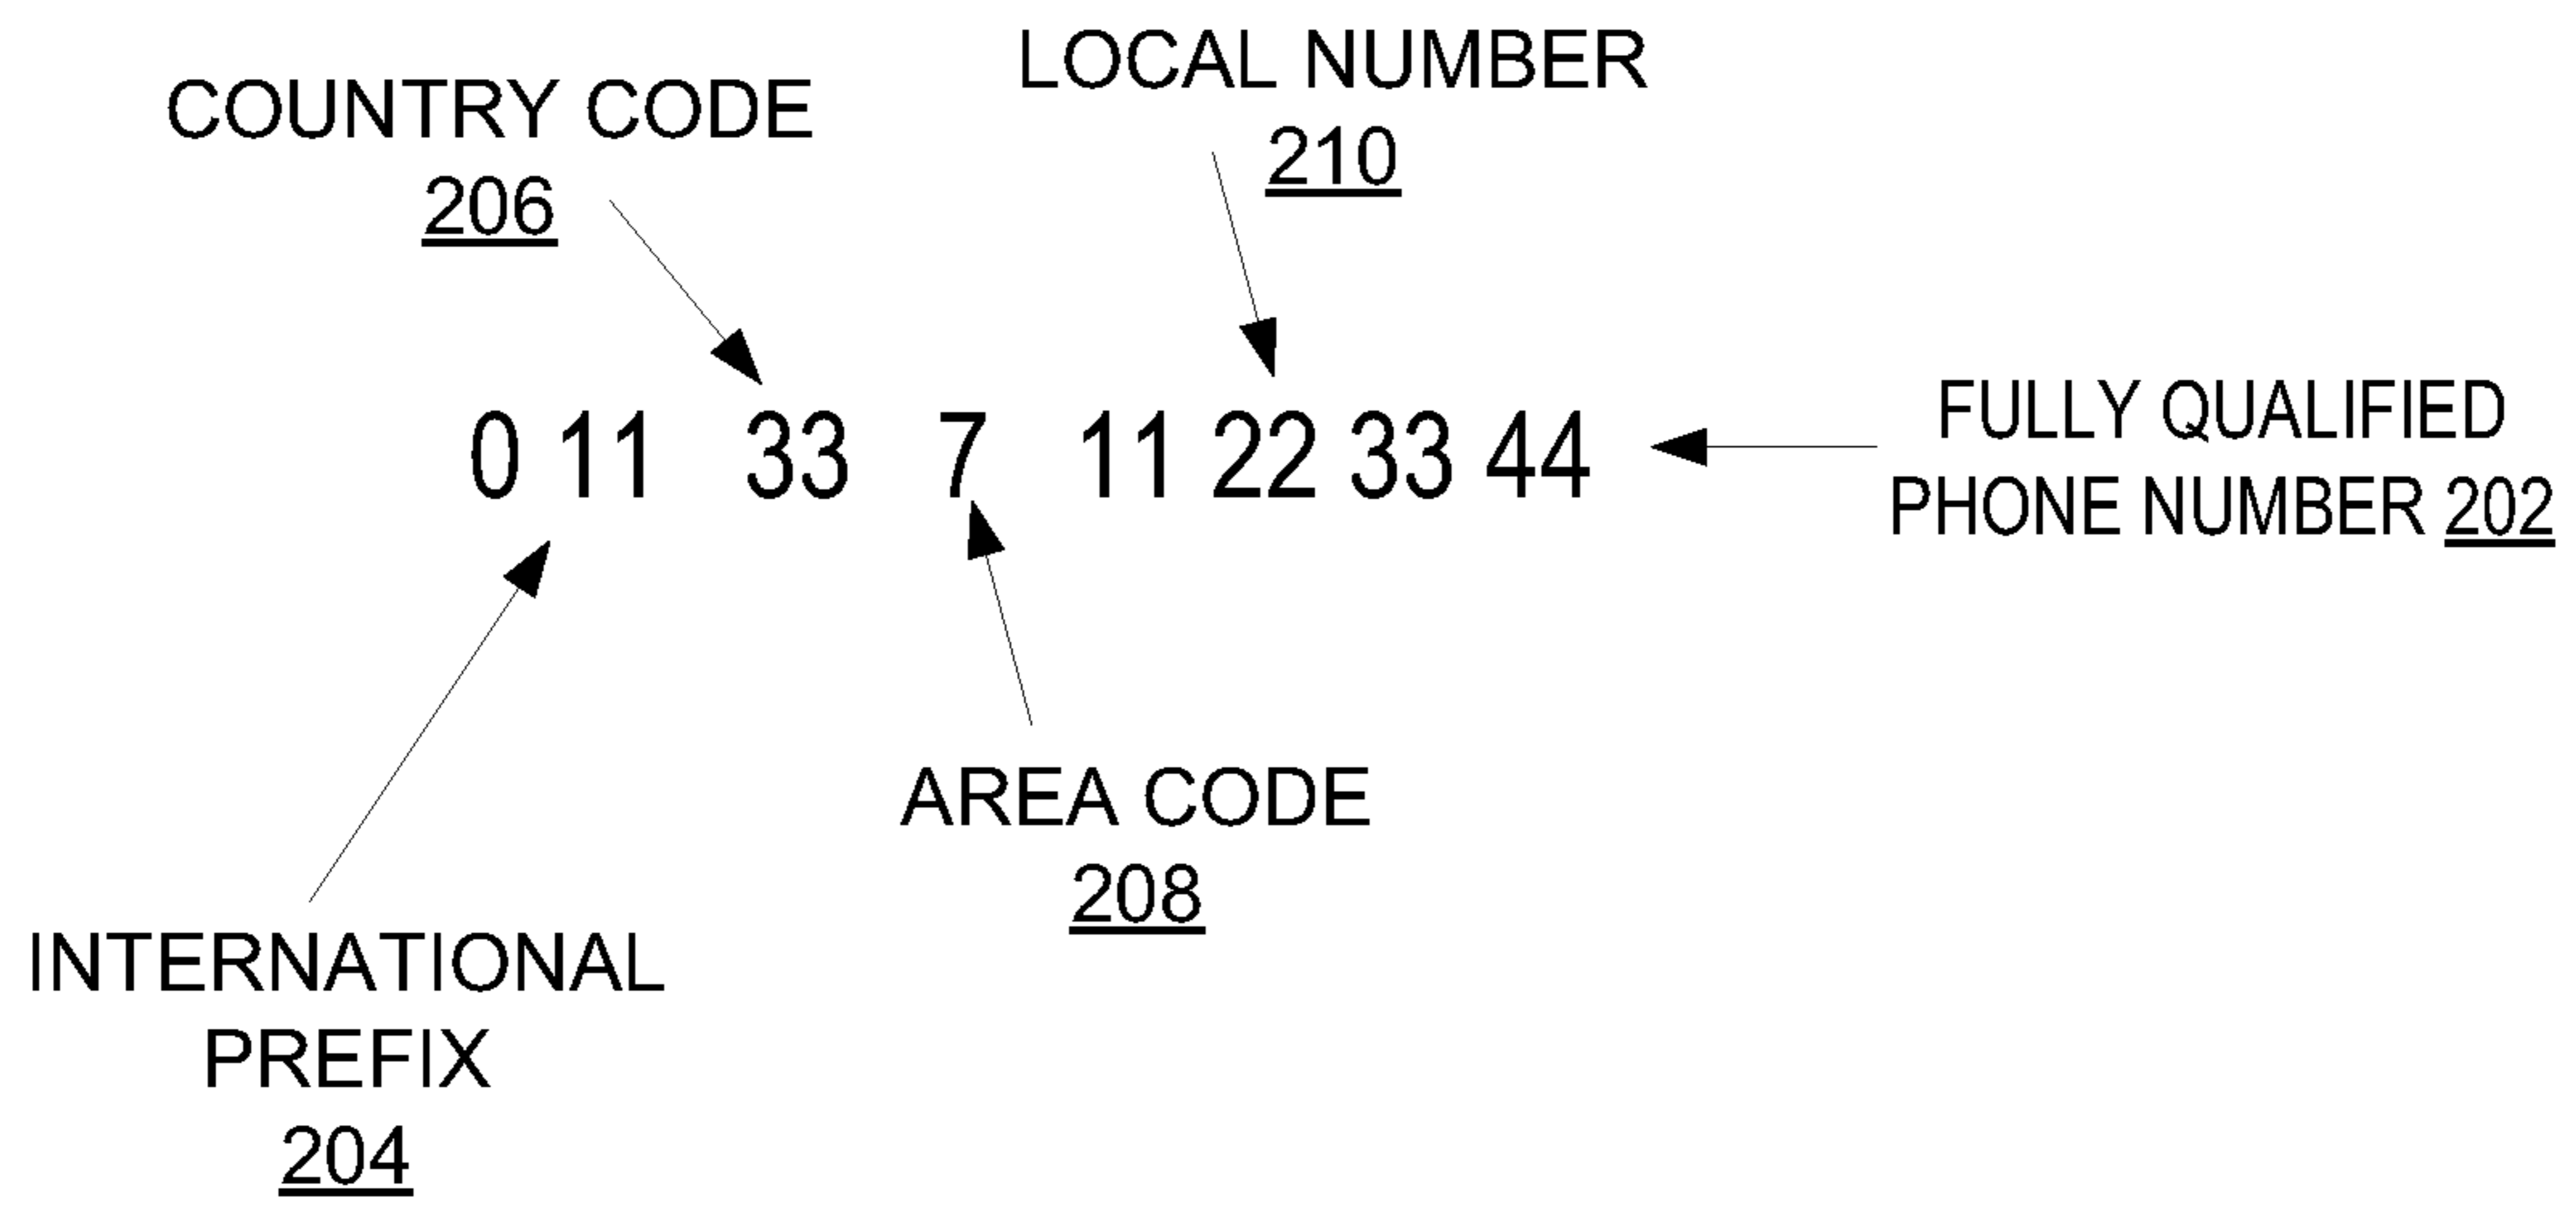 LOCAL NUMBER
210
COUNTRY CODE
206
0 11 33 7 11 22 33 44
FULLY QUALIFIED
PHONE NUMBER 202
AREA CODE
208
INTERNATIONAL
PREFIX
204